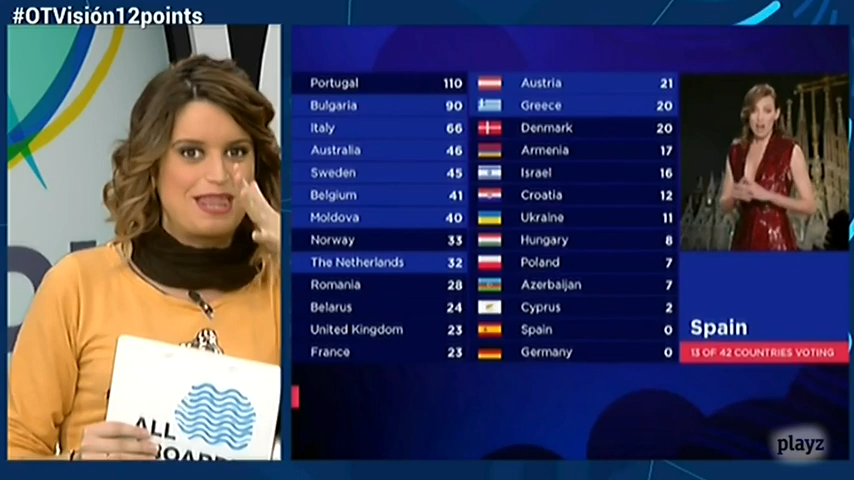 #OTVisión12points
Portugal 110
Bulgaria 90
Italy 66
Australia 46
Sweden 45
Belgium 41
Moldova 40
Norway 33
The Netherlands 32
Romania 28
Belarus 24
United Kingdom 23
France 23
Austria 21
Greece 20
Denmark 20
Armenia 17
Israel 16
Croatia 12
Ukraine 11
Hungary 8
Poland 7
Azerbaijan 7
Cyprus 2
Spain 0
Germany 0
Spain
13 OF 42 COUNTRIES VOTING
ALL
playz